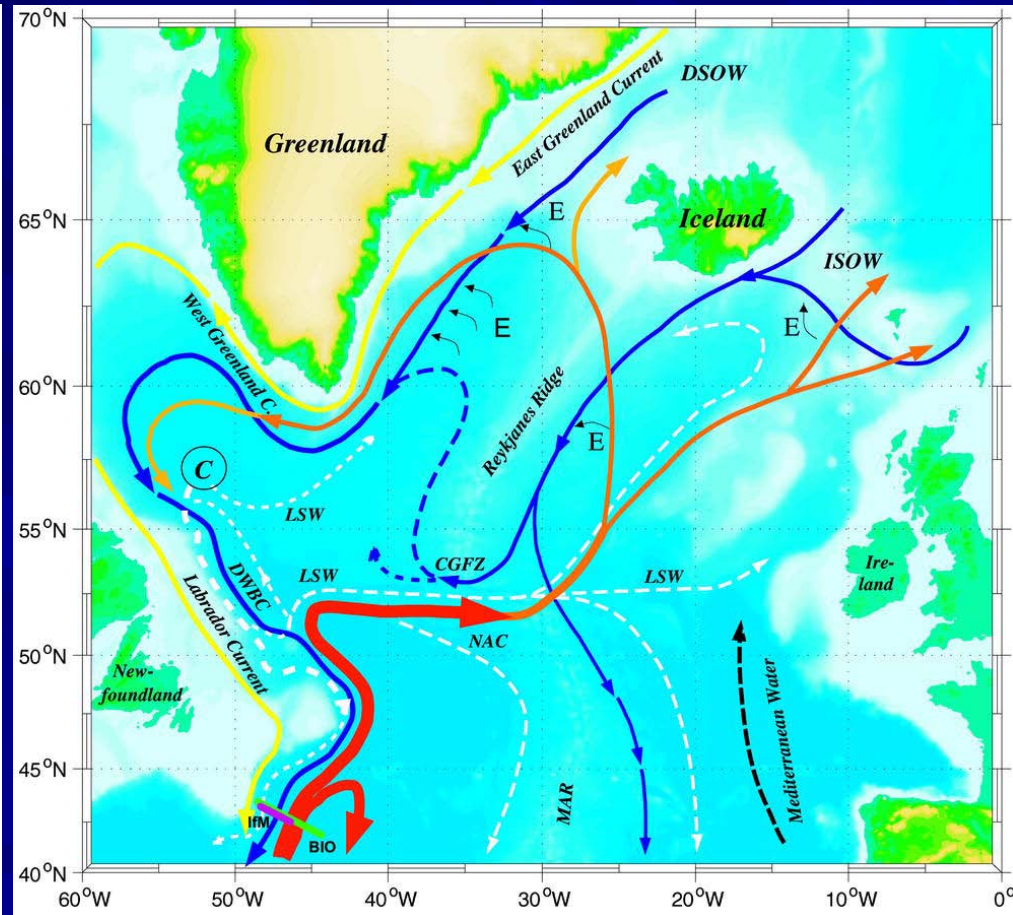 70°N
DSOW
East Greenland Current
Greenland
E
65°N
Iceland
ISOW
West Greenland C.
E
E
60°N
Reykjanes Ridge
E
C
LSW
55°N
CGFZ
DWBC
LSW
LSW
Ire-
land
Labrador Current
NAC
50°N
New-
foundland
Mediterranean Water
45°N
MAR
IfM
BIO
40°N
60°W
50°W
40°W
30°W
20°W
10°W
0°